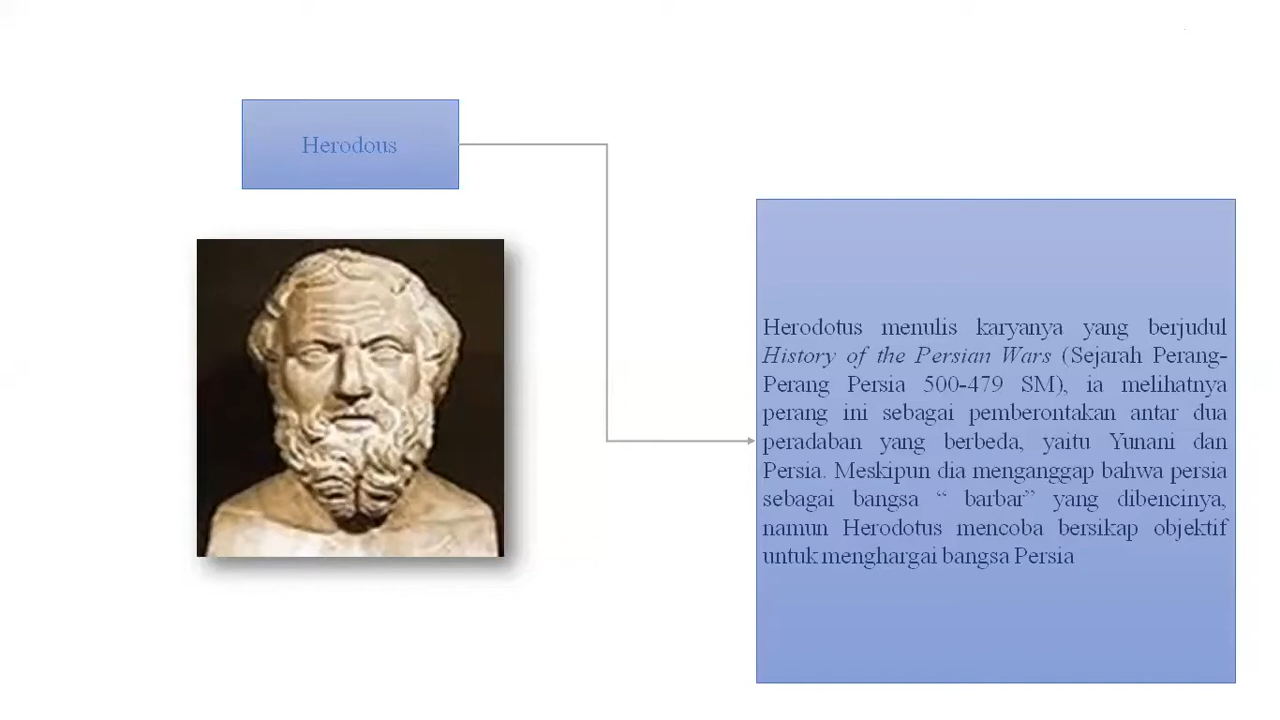 Herodous
Herodotus menulis karyanya yang berjudul
History of the Persian Wars (Sejarah Perang-
Perang Persia 500-479 SM), ia melihatnya
perang ini sebagai pemberontakan antar dua
peradaban yang berbeda, yaitu Yunani dan
Persia. Meskipun dia menganggap bahwa persia
sebagai bangsa “ barbar” yang dibencinya,
namun Herodotus mencoba bersikap objektif
untuk menghargai bangsa Persia